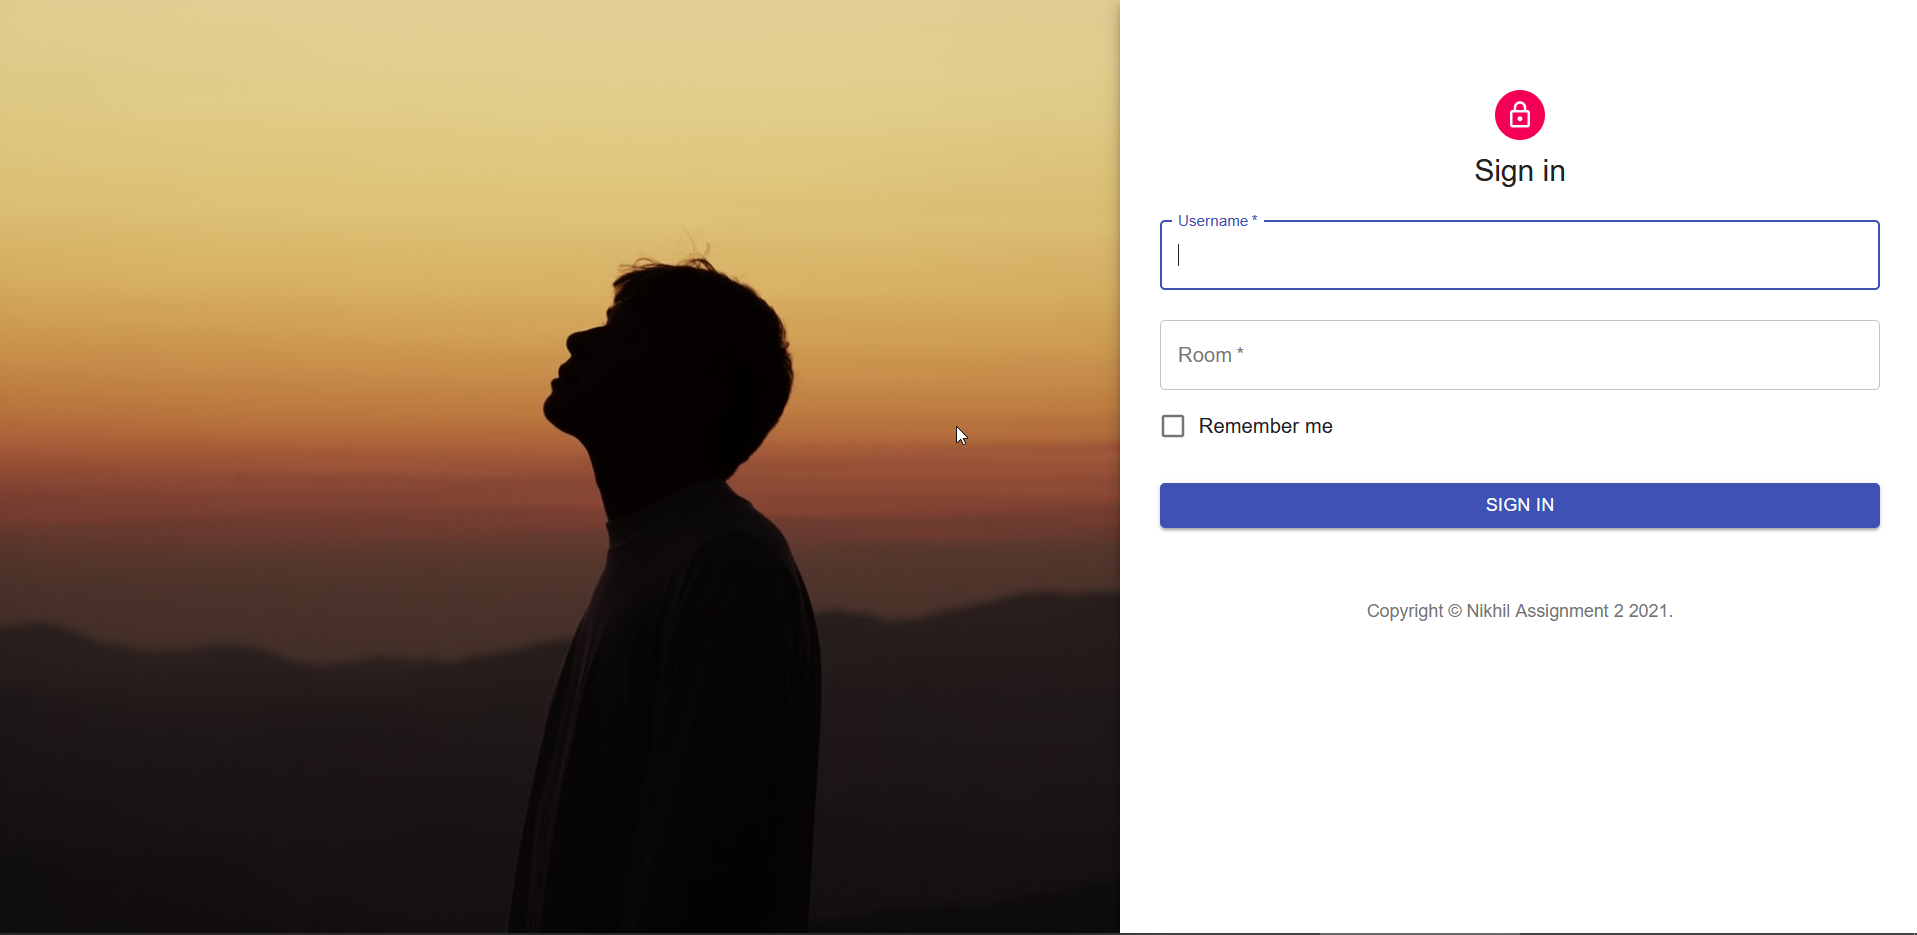 Sign in
Username *
Room *
Remember me
SIGN IN
Copyright © Nikhil Assignment 2 2021.